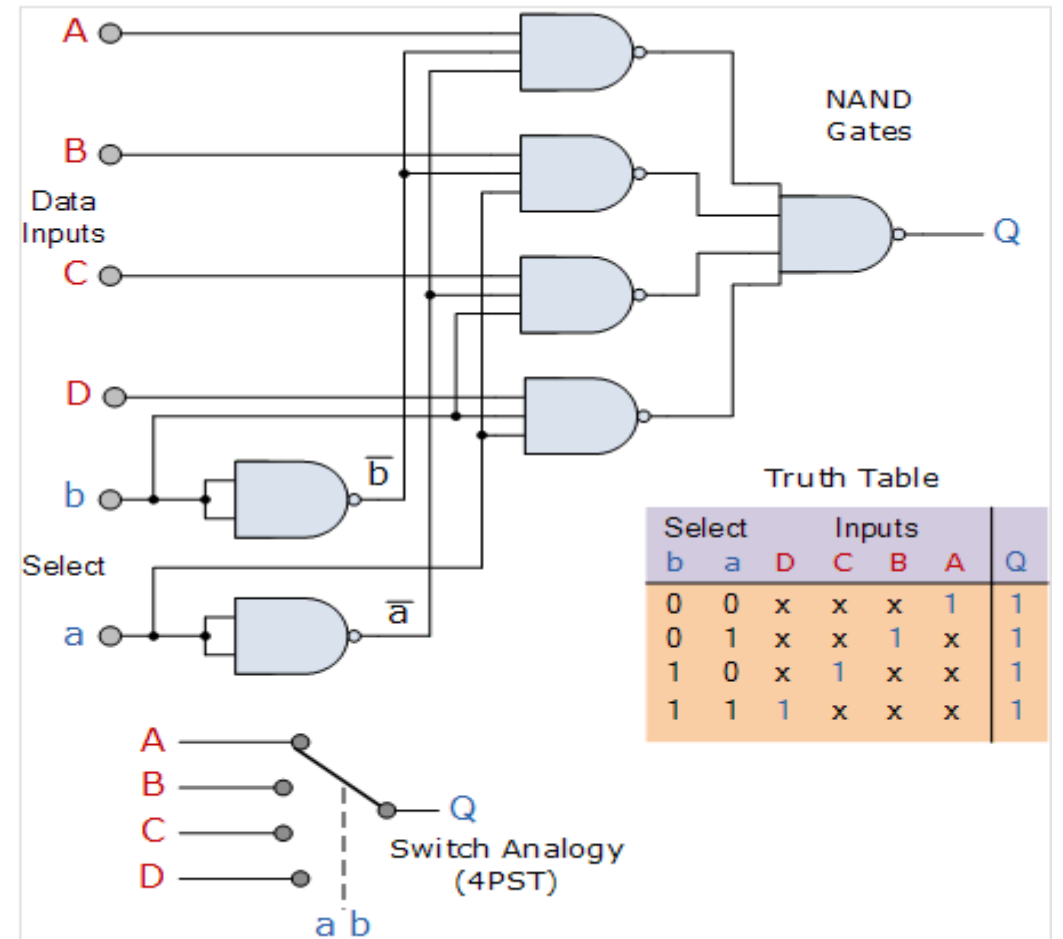 A
NAND
Gates
B
Data
Inputs
Q
C
D
b̅
b
Truth Table
Select Inputs
b a D C B A Q
Select
a̅
a
0 0 x x x 1 1
0 1 x x 1 x 1
1 0 x 1 x x 1
1 1 1 x x x 1
A
B
Q
C
Switch Analogy
(4PST)
D
a b